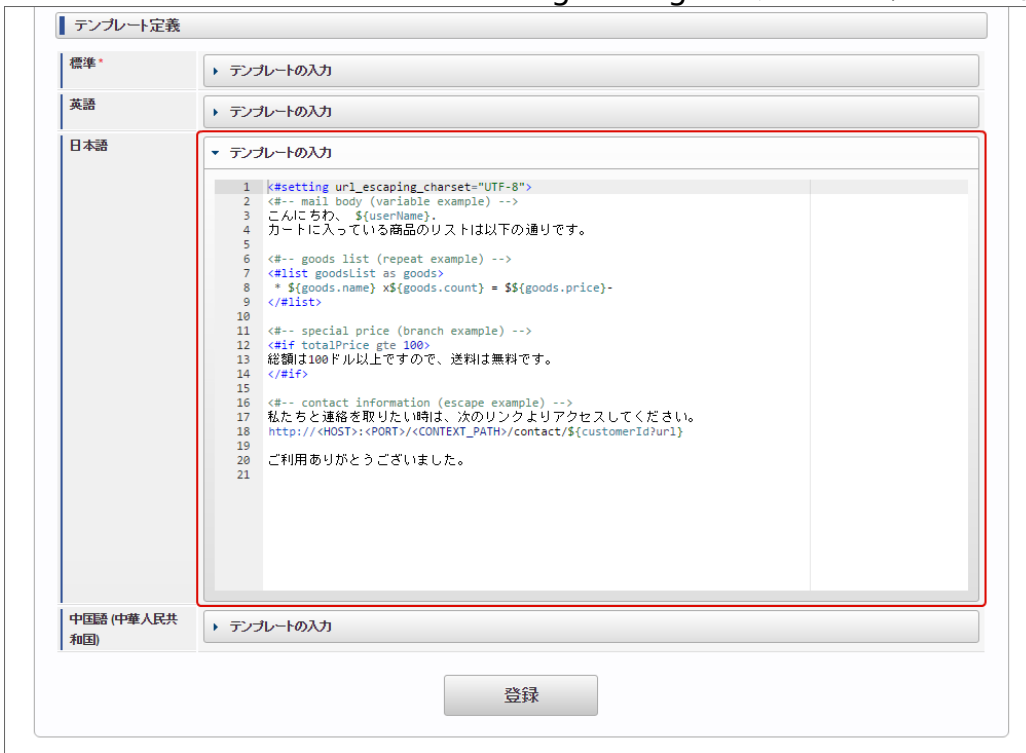 テンプレート定義
標準*
テンプレートの入力
英語
テンプレートの入力
日本語
テンプレートの入力
1 <#setting url_escaping_charset="UTF-8">
2 <#-- mail body (variable example) -->
3 こんにちわ、 ${userName}.
4 カートに入っている商品のリストは以下の通りです。
5
6 <#-- goods list (repeat example) -->
7 <#list goodsList as goods>
8 * ${goods.name} x${goods.count} = $${goods.price}-
9 </#list>
10
11 <#-- special price (branch example) -->
12 <#if totalPrice gte 100>
13 総額は100ドル以上ですので、送料は無料です。
14 </#if>
15
16 <#-- contact information (escape example) -->
17 私たちと連絡を取りたい時は、次のリンクよりアクセスしてください。
18 http://<HOST>:<PORT>/<CONTEXT_PATH>/contact/${customerId?url}
19
20 ご利用ありがとうございました。
21
中国語 (中華人民共
和国)
テンプレートの入力
登録